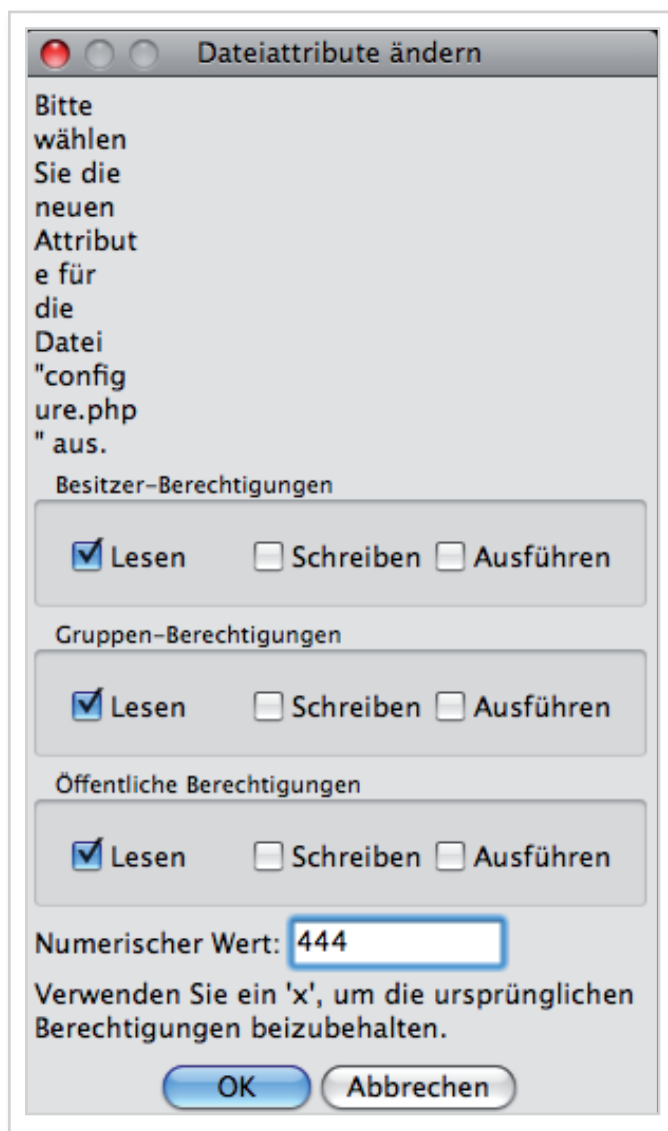 Dateiattribute ändern
Bitte
wählen
Sie die
neuen
Attribut
e für
die
Datei
"config
ure.php
" aus.
Besitzer-Berechtigungen
Lesen Schreiben Ausführen
Gruppen-Berechtigungen
Lesen Schreiben Ausführen
Öffentliche Berechtigungen
Lesen Schreiben Ausführen
Numerischer Wert: 444
Verwenden Sie ein 'x', um die ursprünglichen
Berechtigungen beizubehalten.
OK Abbrechen